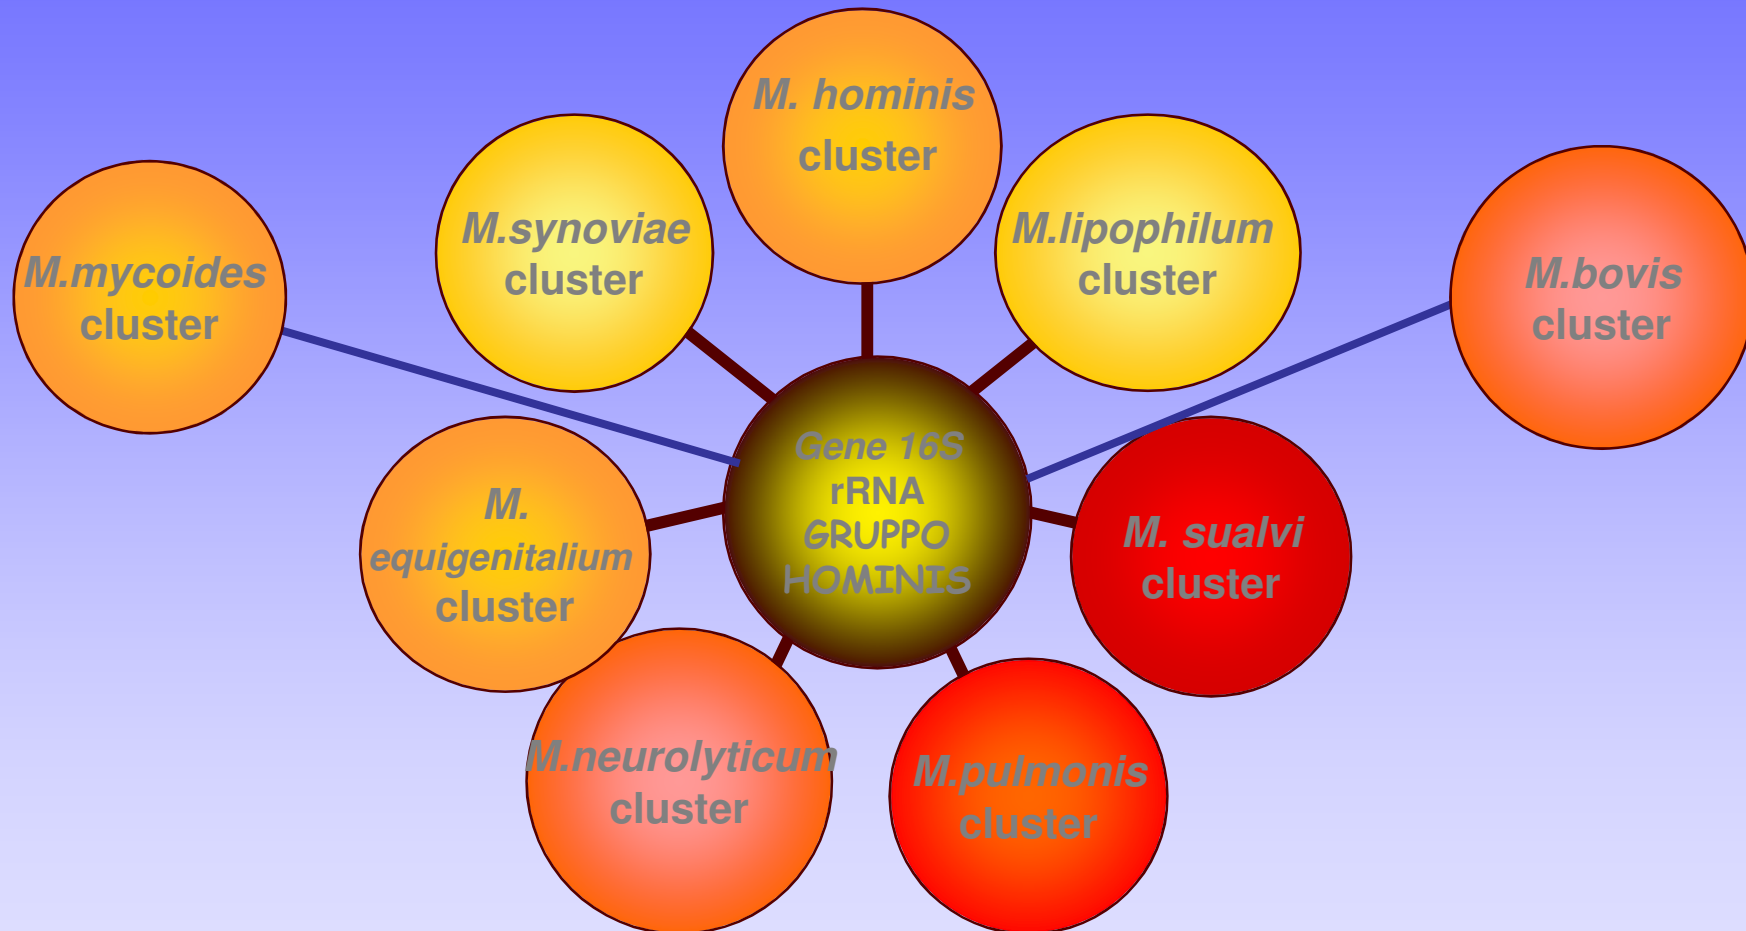 M. hominis
cluster
M.synoviae
cluster
M.lipophilum
cluster
M.mycoides
cluster
M.bovis
cluster
Gene 16S
rRNA
GRUPPO
HOMINIS
M.
equigenitalium
cluster
M. sualvi
cluster
M.neurolyticum
cluster
M.pulmonis
cluster